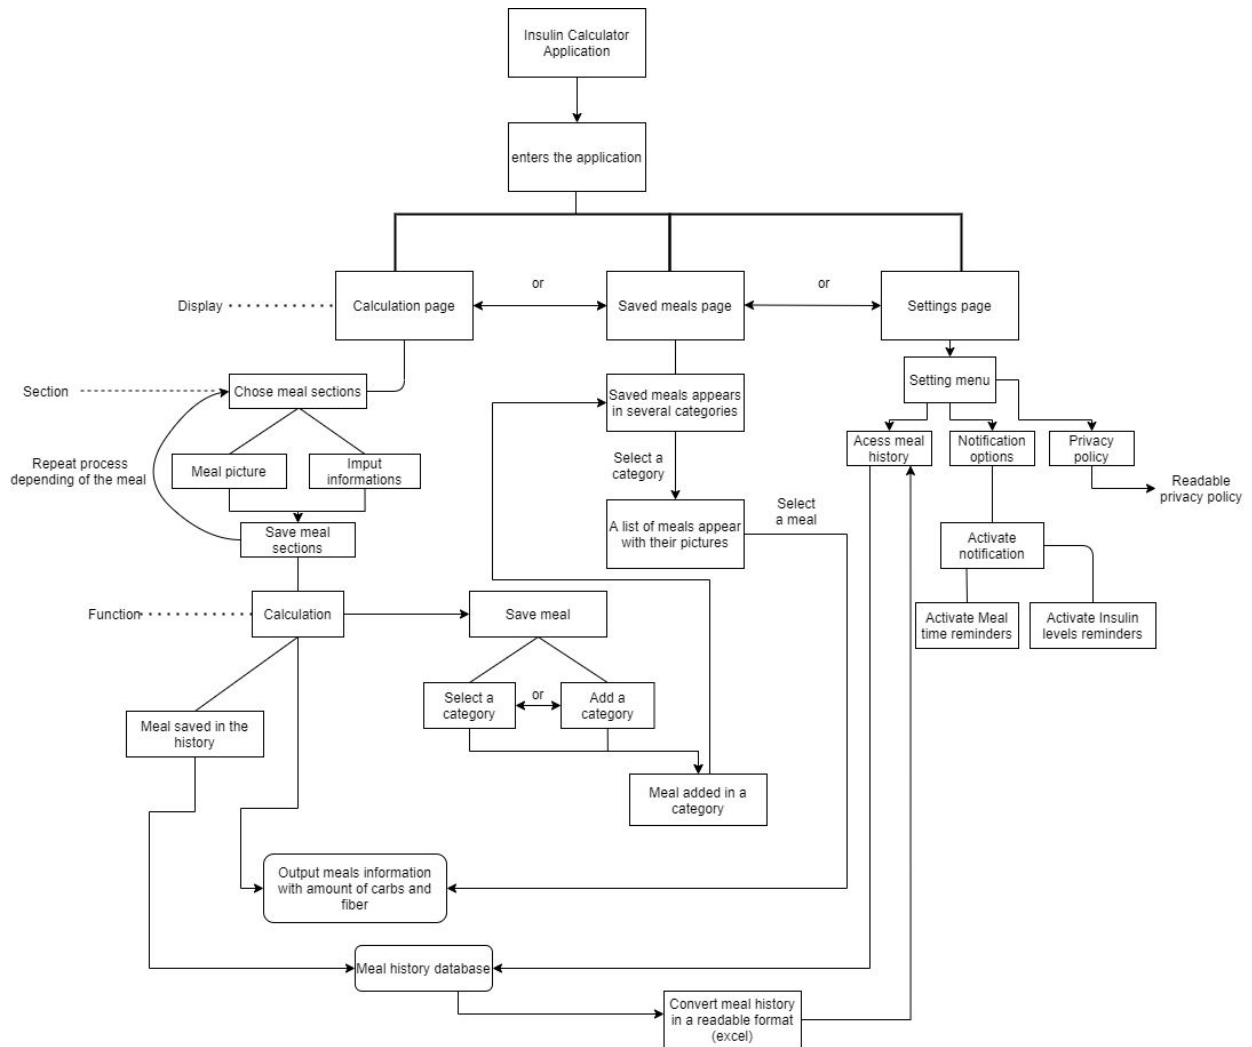 Insulin Calculator
Application
enters the application
Display
Calculation page
or
Saved meals page
or
Settings page
Section
Chose meal sections
Saved meals appears
in several categories
Setting menu
Repeat process
depending of the meal
Meal picture
Imput
informations
Select a
category
Acess meal
history
Notification
options
Privacy
policy
Readable
privacy policy
Save meal
sections
A list of meals appear
with their pictures
Select
a meal
Activate
notification
Function
Calculation
Save meal
Activate Meal
time reminders
Activate Insulin
levels reminders
Meal saved in the
history
Select a
category
or
Add a
category
Meal added in a
category
Output meals information
with amount of carbs and
fiber
Meal history database
Convert meal history
in a readable format
(excel)